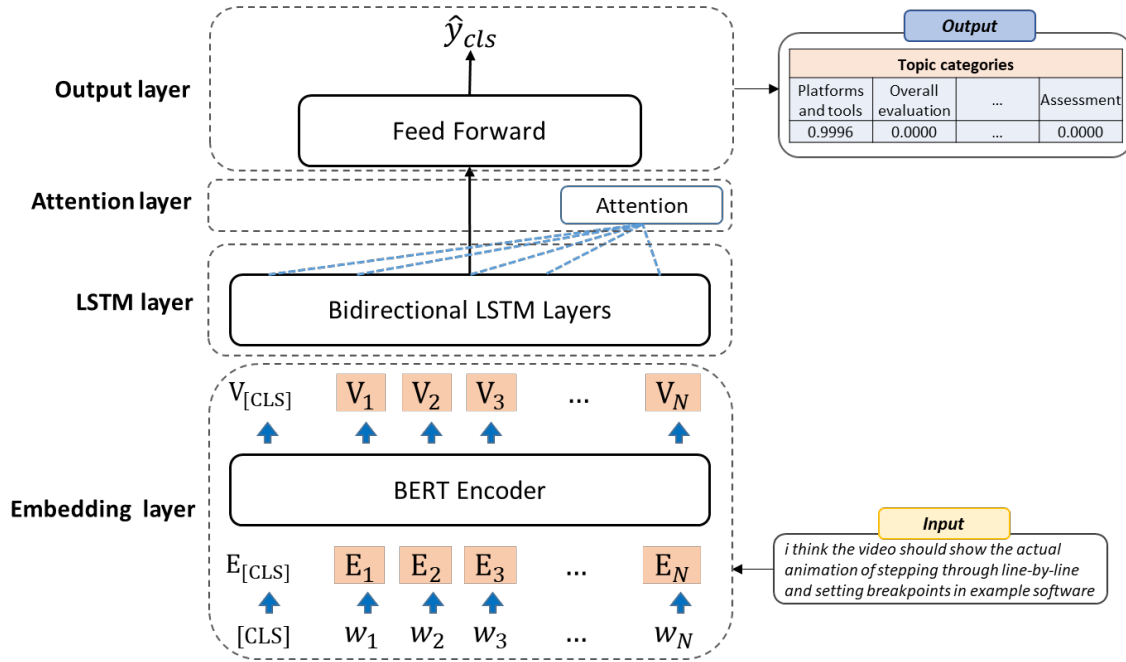 ŷ_cls
Output layer
Feed Forward
Output
Topic categories
Platforms and tools Overall evaluation ... Assessment
0.9996 0.0000 ... 0.0000
Attention layer
Attention
LSTM layer
Bidirectional LSTM Layers
V[CLS] V1 V2 V3 ... VN
BERT Encoder
Embedding layer
E[CLS] E1 E2 E3 ... EN
[CLS] w1 w2 w3 ... wN
Input
i think the video should show the actual
animation of stepping through line-by-line
and setting breakpoints in example software